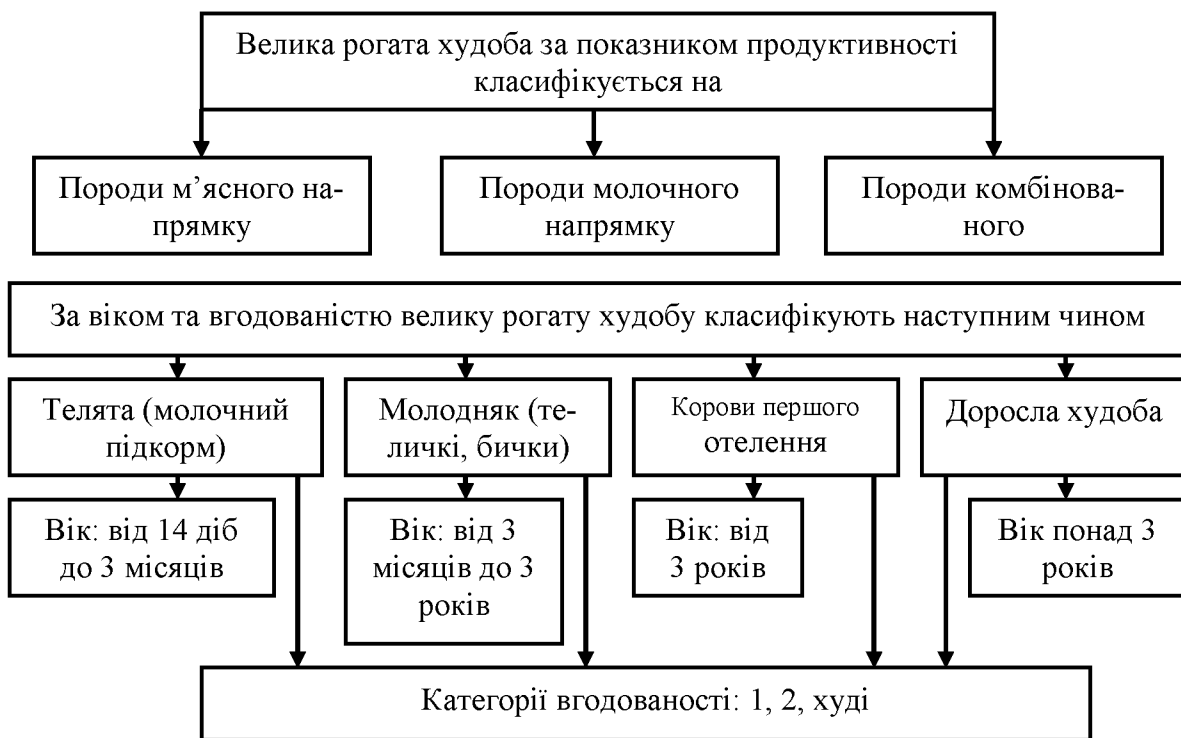 Велика рогата худоба за показником продуктивності
класифікується на
Породи м’ясного на-
прямку
Породи молочного
напрямку
Породи комбінова-
ного
За віком та вгодованістю велику рогату худобу класифікують наступним чином
Телята (молочний
підкорм)
Молодняк (те-
личкі, бички)
Корови першого
отелення
Доросла худоба
Вік: від 14 діб
до 3 місяців
Вік: від 3
місяців до 3
років
Вік: від
3 років
Вік понад 3
років
Категорії вгодованості: 1, 2, худі